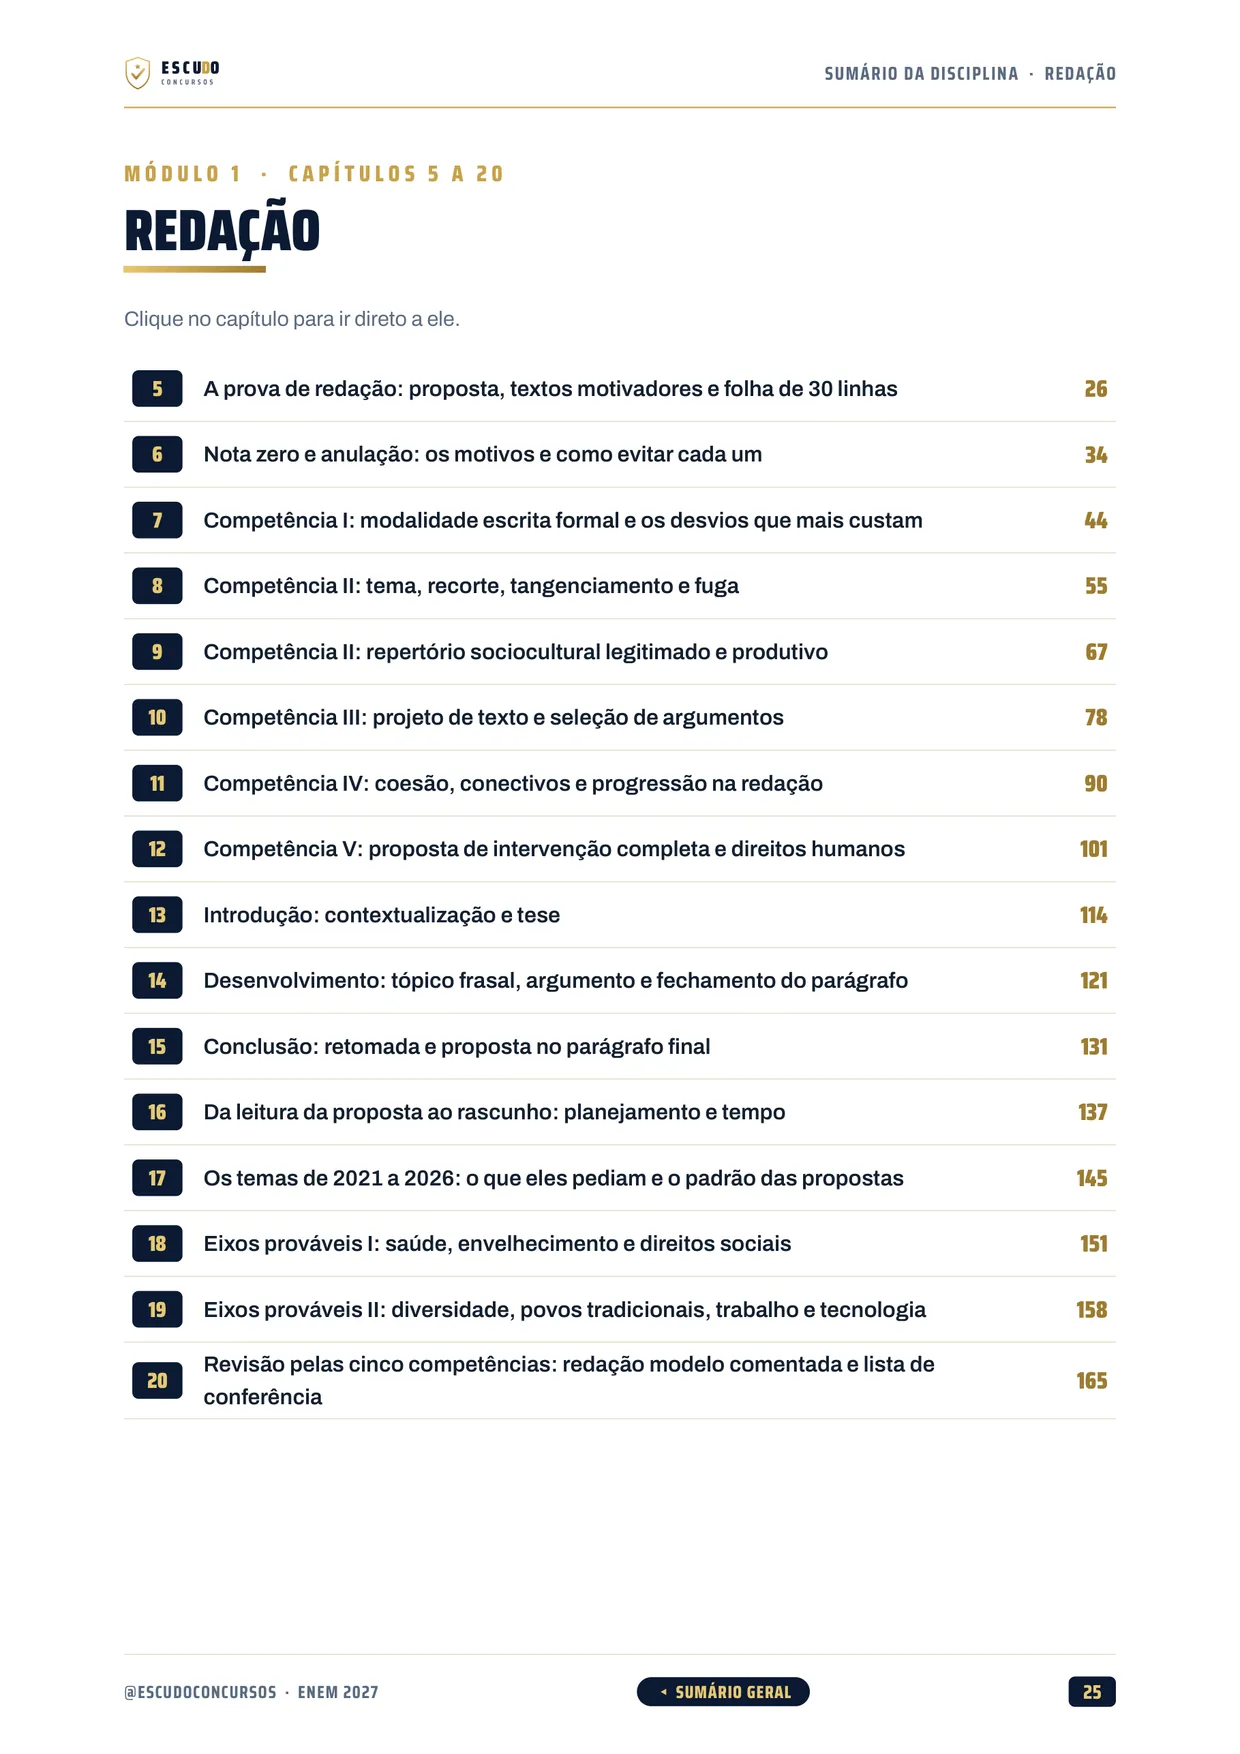 ESCUDO
CONCURSOS
SUMÁRIO DA DISCIPLINA · REDAÇÃO
MÓDULO 1 · CAPÍTULOS 5 A 20
REDAÇÃO
Clique no capítulo para ir direto a ele.
5 A prova de redação: proposta, textos motivadores e folha de 30 linhas 26
6 Nota zero e anulação: os motivos e como evitar cada um 34
7 Competência I: modalidade escrita formal e os desvios que mais custam 44
8 Competência II: tema, recorte, tangenciamento e fuga 55
9 Competência II: repertório sociocultural legitimado e produtivo 67
10 Competência III: projeto de texto e seleção de argumentos 78
11 Competência IV: coesão, conectivos e progressão na redação 90
12 Competência V: proposta de intervenção completa e direitos humanos 101
13 Introdução: contextualização e tese 114
14 Desenvolvimento: tópico frasal, argumento e fechamento do parágrafo 121
15 Conclusão: retomada e proposta no parágrafo final 131
16 Da leitura da proposta ao rascunho: planejamento e tempo 137
17 Os temas de 2021 a 2026: o que eles pediam e o padrão das propostas 145
18 Eixos prováveis I: saúde, envelhecimento e direitos sociais 151
19 Eixos prováveis II: diversidade, povos tradicionais, trabalho e tecnologia 158
20 Revisão pelas cinco competências: redação modelo comentada e lista de
conferência 165
@ESCUDOCONCURSOS · ENEM 2027
SUMÁRIO GERAL
25